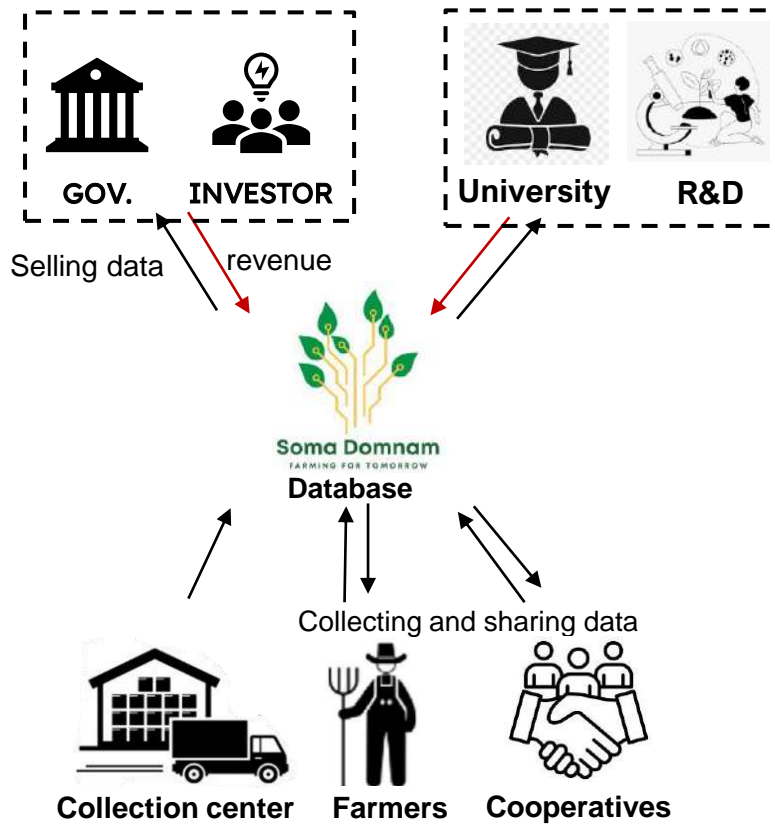 GOV.
INVESTOR
University
R&D
Selling data
revenue
Soma Domnam
FARMING FOR TOMORROW
Database
Collecting and sharing data
Collection center
Farmers
Cooperatives